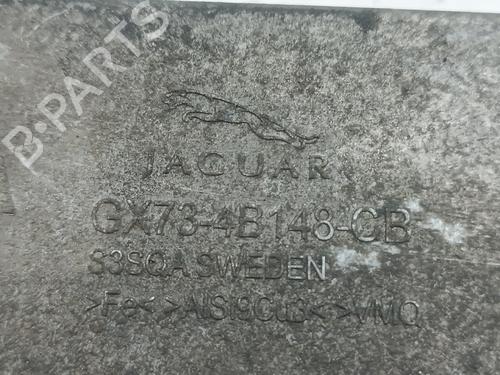 B·PARTS
JAGUAR
GX73-4B148-CB
S3SQA SWEDEN
>Fe< >AlSi9Cu3< >VMQ